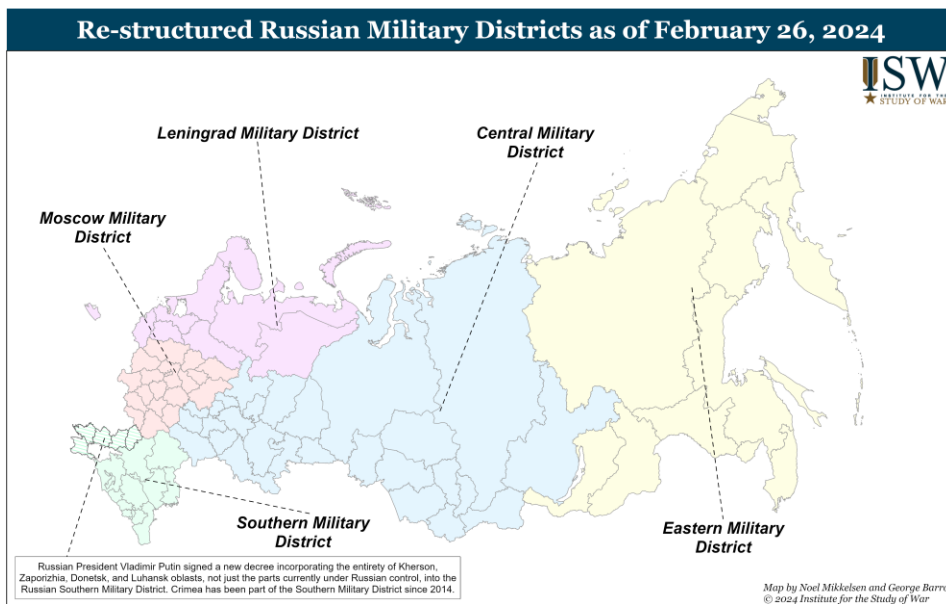 Re-structured Russian Military Districts as of February 26, 2024
ISW
INSTITUTE FOR THE
STUDY OF WAR
Leningrad Military District
Central Military
District
Moscow Military
District
Southern Military
District
Eastern Military
District
Russian President Vladimir Putin signed a new decree incorporating the entirety of Kherson,
Zaporizhia, Donetsk, and Luhansk oblasts, not just the parts currently under Russian control, into the
Russian Southern Military District. Crimea has been part of the Southern Military District since 2014.
Map by Noel Mikkelsen and George Barro
© 2024 Institute for the Study of War